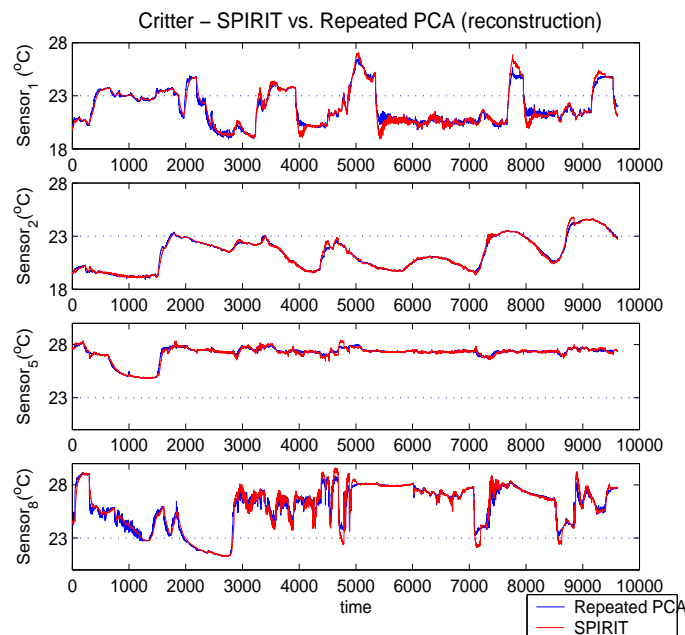 Critter – SPIRIT vs. Repeated PCA (reconstruction)
28
23
18
Sensor₁ (°C)
0 1000 2000 3000 4000 5000 6000 7000 8000 9000 10000
28
23
18
Sensor₂(°C)
0 1000 2000 3000 4000 5000 6000 7000 8000 9000 10000
28
23
Sensor₅(°C)
0 1000 2000 3000 4000 5000 6000 7000 8000 9000 10000
28
23
Sensor₈(°C)
0 1000 2000 3000 4000 5000 6000 7000 8000 9000 10000
time
Repeated PCA
SPIRIT